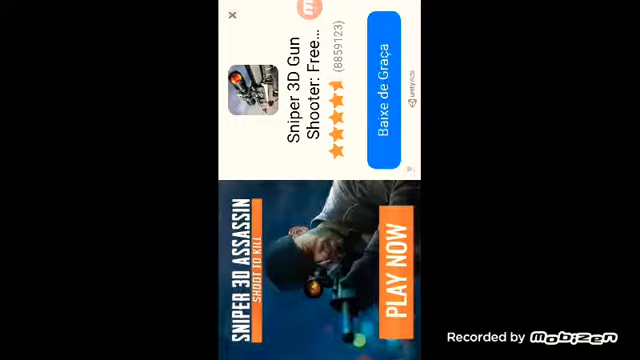 Sniper 3D Gun
Shooter: Free...
(8859123)
Baixe de Graça
unityADS
SNIPER 3D ASSASSIN
SHOOT TO KILL
PLAY NOW
Recorded by Mobizen